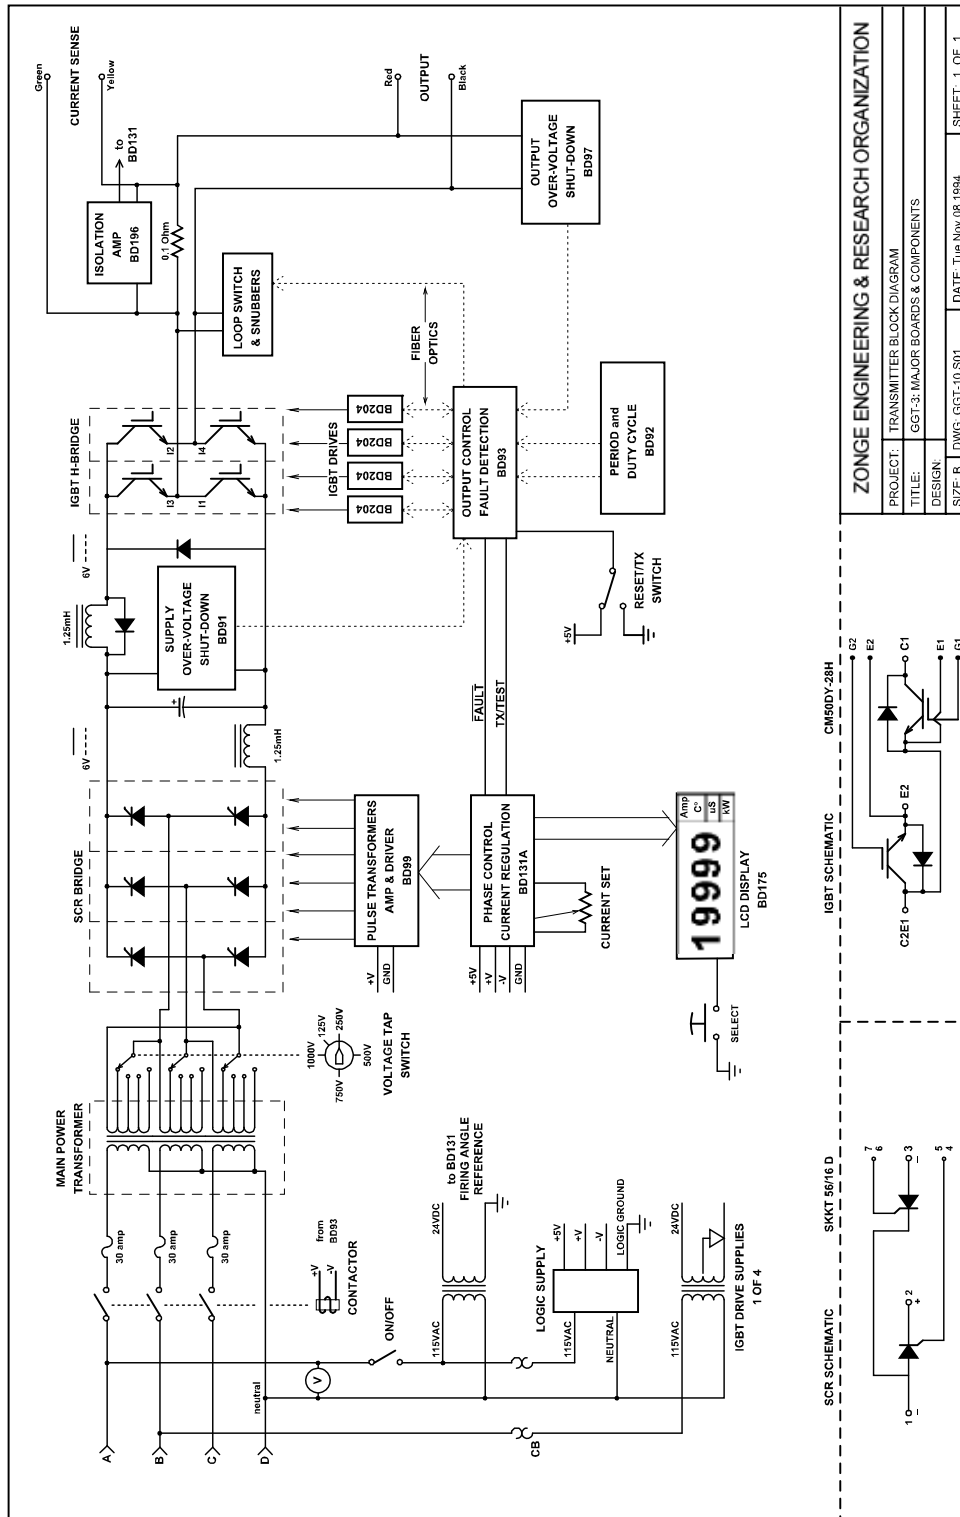 Green
CURRENT SENSE
Yellow
to
BD131
ISOLATION
AMP
BD196
0.1 Ohm
Red
OUTPUT
Black
OUTPUT
OVER-VOLTAGE
SHUT-DOWN
BD97
LOOP SWITCH
& SNUBBERS
FIBER
OPTICS
IGBT H-BRIDGE
I2
I4
I3
I1
IGBT DRIVES
BD204
BD204
BD204
BD204
OUTPUT CONTROL
FAULT DETECTION
BD93
PERIOD and
DUTY CYCLE
BD92
6V
1.25mH
SUPPLY
OVER-VOLTAGE
SHUT-DOWN
BD91
+
RESET/TX
SWITCH
+5V
6V
1.25mH
FAULT
TX/TEST
SCR BRIDGE
PULSE TRANSFORMERS
AMP & DRIVER
BD99
+V
GND
PHASE CONTROL
CURRENT REGULATION
BD131A
+5V
+V
-V
GND
CURRENT SET
19999
Amp
C°
uS
kW
LCD DISPLAY
BD175
SELECT
MAIN POWER
TRANSFORMER
1000V
125V
250V
750V
500V
VOLTAGE TAP
SWITCH
30 amp
30 amp
30 amp
from
BD93
+V
-V
CONTACTOR
ON/OFF
V
neutral
A
B
C
D
CB
to BD131
FIRING ANGLE
REFERENCE
24VDC
115VAC
LOGIC SUPPLY
+5V
+V
-V
LOGIC GROUND
115VAC
NEUTRAL
24VDC
115VAC
IGBT DRIVE SUPPLIES
1 OF 4
SCR SCHEMATIC
SKKT 56/16 D
1
–
2
+
3
–
7
6
5
4
IGBT SCHEMATIC
CM50DY-28H
C2E1
E2
C1
G2
E2
E1
G1
ZONGE ENGINEERING & RESEARCH ORGANIZATION
PROJECT: TRANSMITTER BLOCK DIAGRAM
TITLE: GGT-3: MAJOR BOARDS & COMPONENTS
DESIGN:
SIZE: B DWG: GGT-10.S01 DATE: Tue Nov 08 1994 SHEET: 1 OF 1